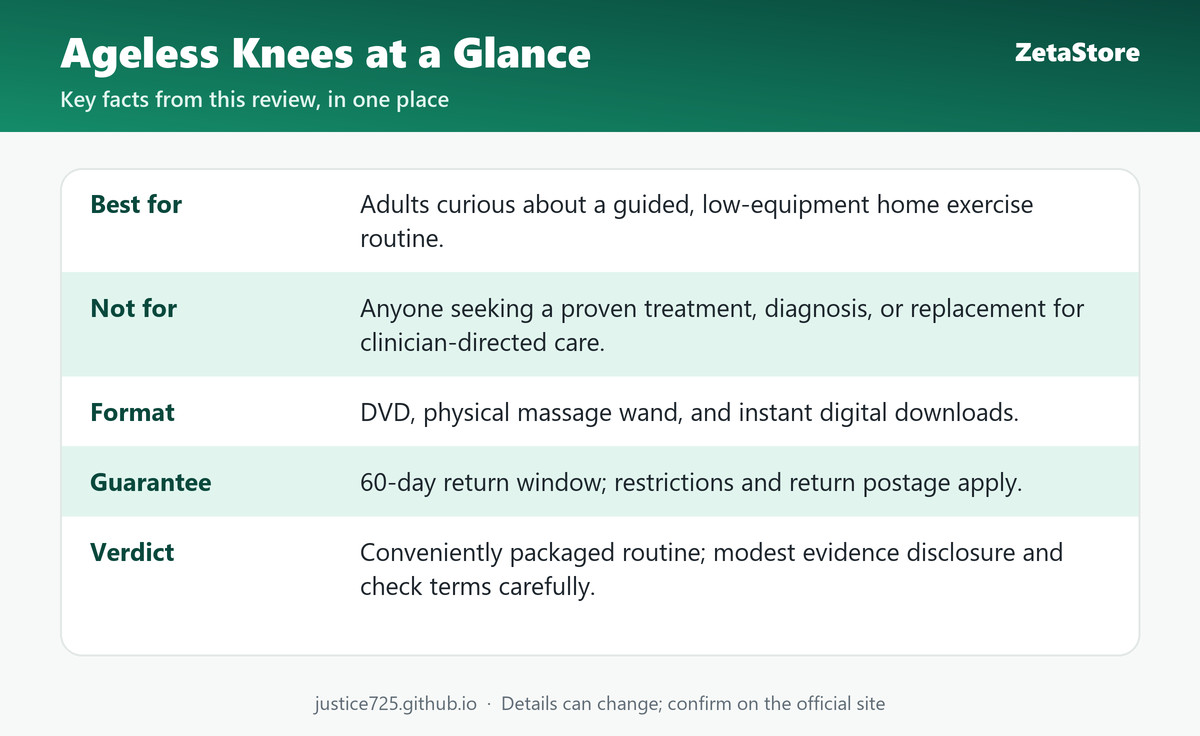 Ageless Knees at a Glance
ZetaStore
Key facts from this review, in one place
Best for
Adults curious about a guided, low-equipment home exercise
routine.
Not for
Anyone seeking a proven treatment, diagnosis, or replacement for
clinician-directed care.
Format
DVD, physical massage wand, and instant digital downloads.
Guarantee
60-day return window; restrictions and return postage apply.
Verdict
Conveniently packaged routine; modest evidence disclosure and
check terms carefully.
justice725.github.io · Details can change; confirm on the official site